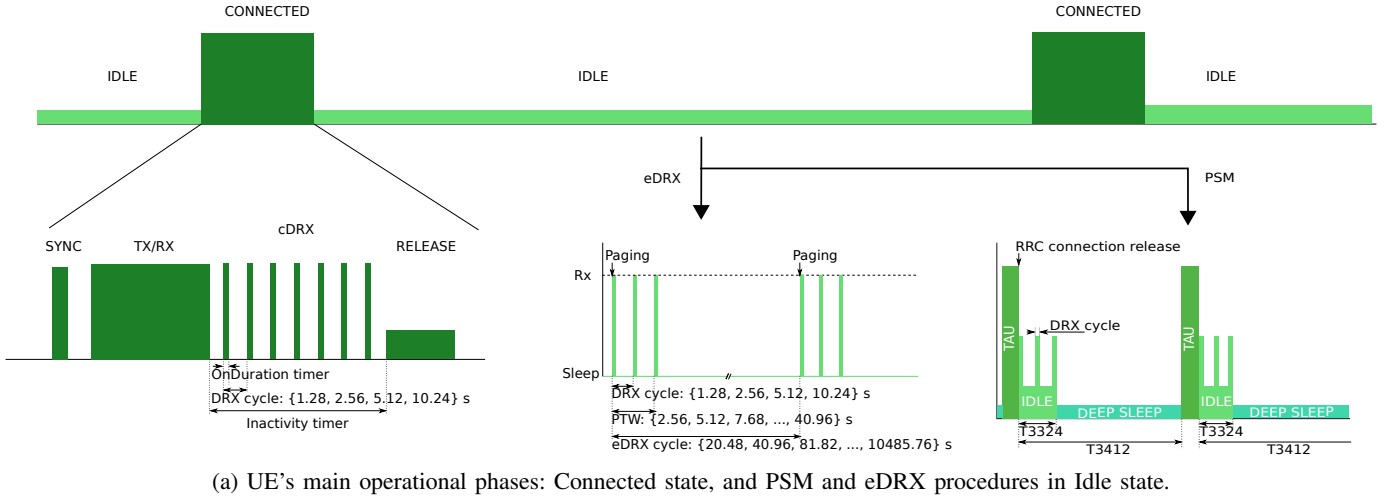 CONNECTED
CONNECTED
IDLE
IDLE
IDLE
eDRX
PSM
cDRX
SYNC
TX/RX
RELEASE
OnDuration timer
DRX cycle: {1.28, 2.56, 5.12, 10.24} s
Inactivity timer
Paging
Paging
Rx
Sleep
DRX cycle: {1.28, 2.56, 5.12, 10.24} s
PTW: {2.56, 5.12, 7.68, ..., 40.96} s
eDRX cycle: {20.48, 40.96, 81.82, ..., 10485.76} s
RRC connection release
DRX cycle
TAU
TAU
IDLE
IDLE
DEEP SLEEP
DEEP SLEEP
T3324
T3324
T3412
T3412
(a) UE's main operational phases: Connected state, and PSM and eDRX procedures in Idle state.